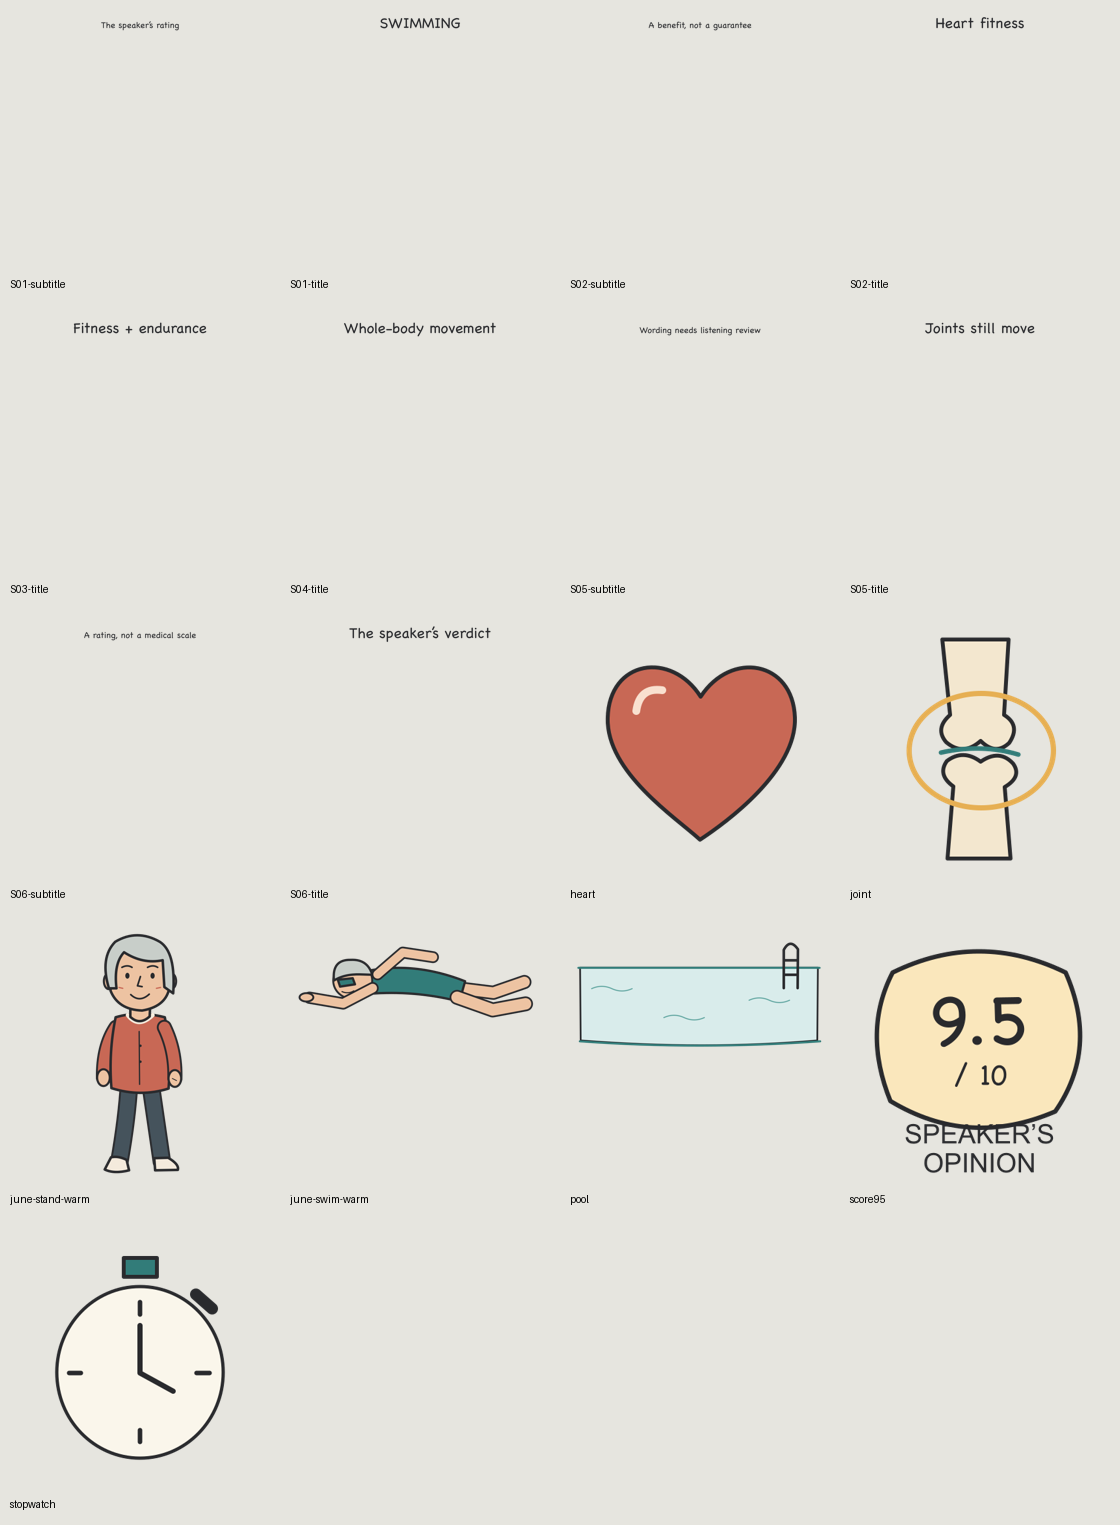 The speaker's rating
SWIMMING
A benefit, not a guarantee
Heart fitness
S01-subtitle
S01-title
S02-subtitle
S02-title
Fitness + endurance
Whole-body movement
Wording needs listening review
Joints still move
S03-title
S04-title
S05-subtitle
S05-title
A rating, not a medical scale
The speaker's verdict
S06-subtitle
S06-title
heart
joint
9.5
/ 10
SPEAKER'S
OPINION
june-stand-warm
june-swim-warm
pool
score95
stopwatch